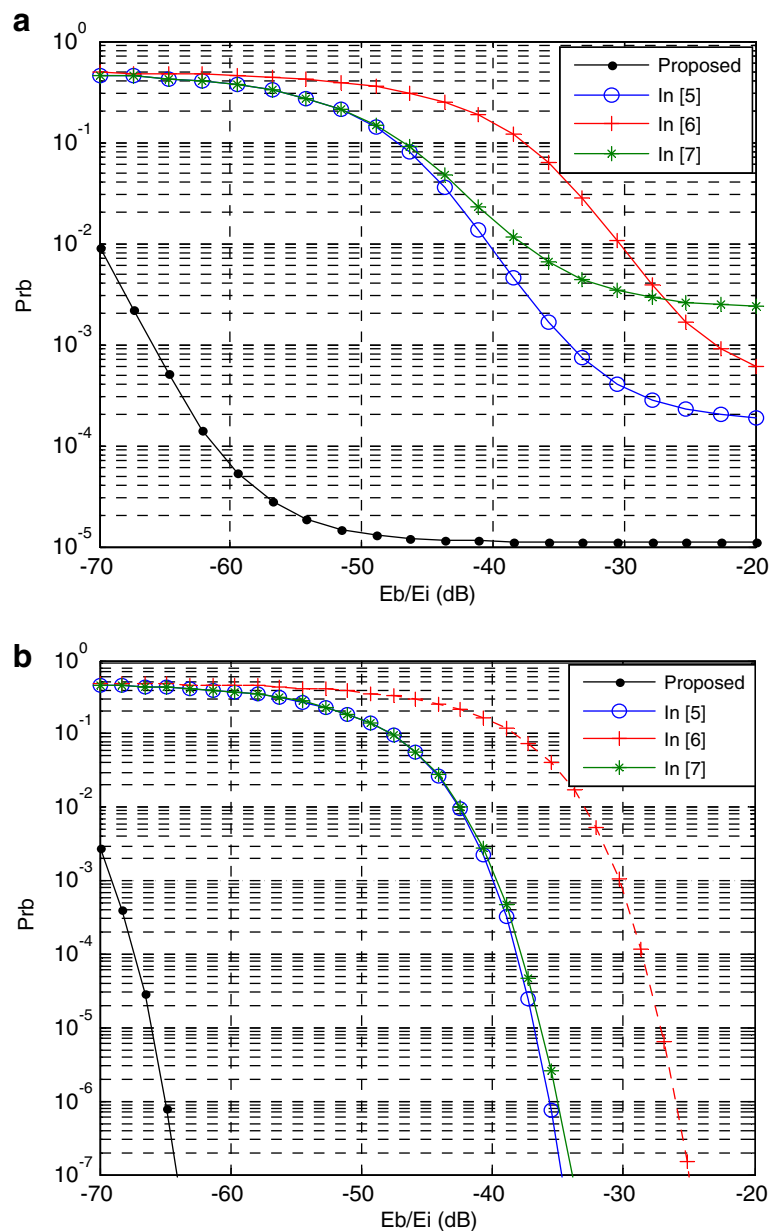 a
10^0
10^-1
10^-2
10^-3
10^-4
10^-5
Prb
Proposed
In [5]
In [6]
In [7]
-70 -60 -50 -40 -30 -20
Eb/Ei (dB)
b
10^0
10^-1
10^-2
10^-3
10^-4
10^-5
10^-6
10^-7
Prb
Proposed
In [5]
In [6]
In [7]
-70 -60 -50 -40 -30 -20
Eb/Ei (dB)